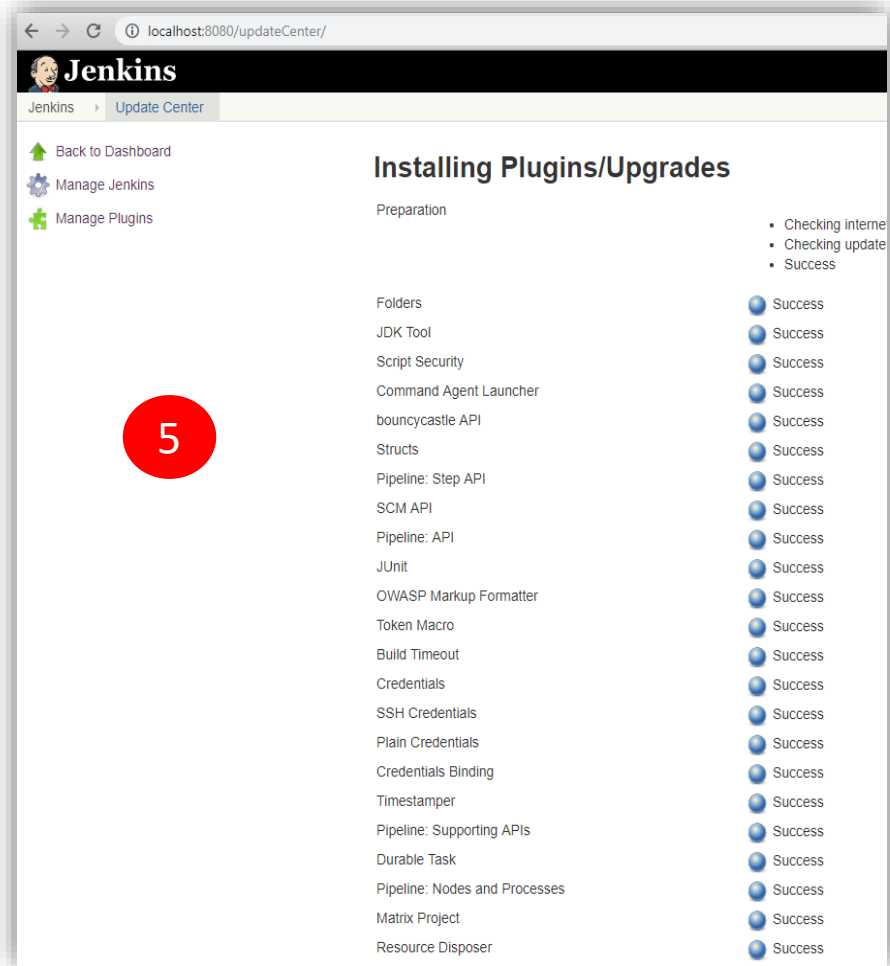 localhost:8080/updateCenter/
Jenkins
Jenkins Update Center
Back to Dashboard
Manage Jenkins
Manage Plugins
5
Installing Plugins/Upgrades
Preparation
Checking interne
Checking update
Success
Folders Success
JDK Tool Success
Script Security Success
Command Agent Launcher Success
bouncycastle API Success
Structs Success
Pipeline: Step API Success
SCM API Success
Pipeline: API Success
JUnit Success
OWASP Markup Formatter Success
Token Macro Success
Build Timeout Success
Credentials Success
SSH Credentials Success
Plain Credentials Success
Credentials Binding Success
Timestamper Success
Pipeline: Supporting APIs Success
Durable Task Success
Pipeline: Nodes and Processes Success
Matrix Project Success
Resource Disposer Success